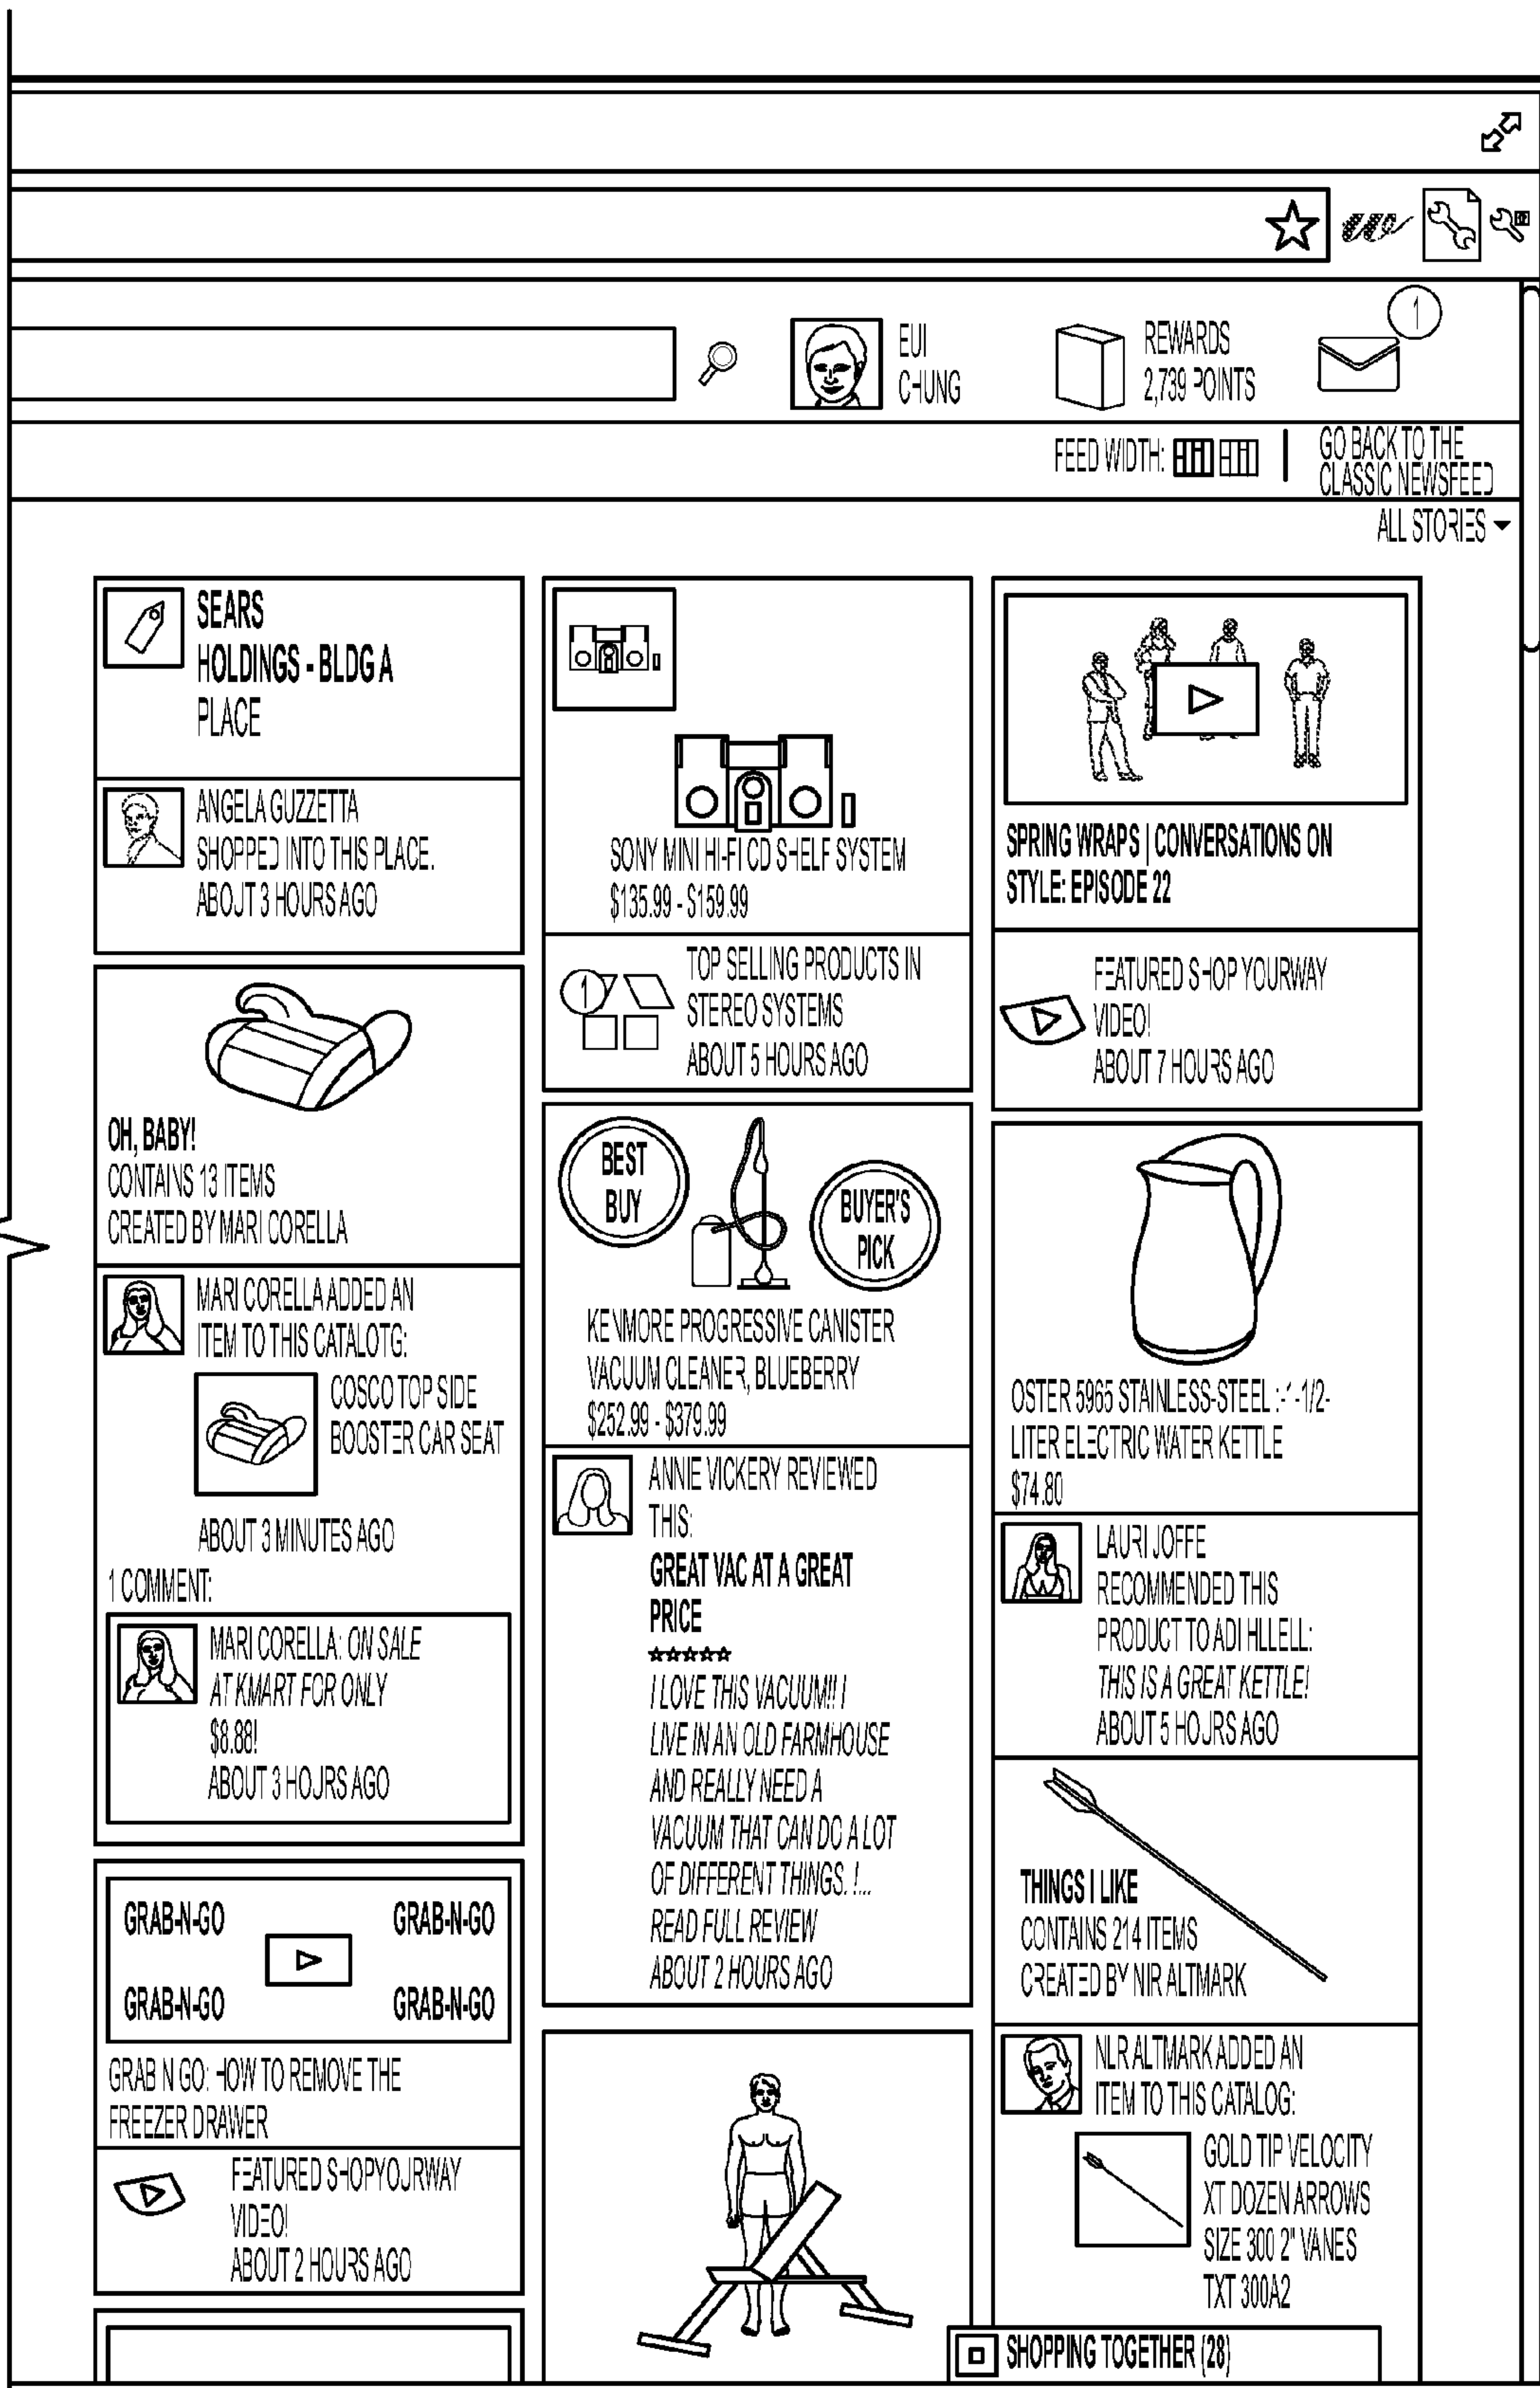 1
EUI
CHUNG
REWARDS
2,739 POINTS
FEED WIDTH:
GO BACK TO THE
CLASSIC NEWSFEED
ALL STORIES
SEARS
HOLDINGS - BLDG A
PLACE
ANGELA GUZZETTA
SHOPPED INTO THIS PLACE.
ABOUT 3 HOURS AGO
OH, BABY!
CONTAINS 13 ITEMS
CREATED BY MARI CORELLA
MARI CORELLA ADDED AN
ITEM TO THIS CATALOTG:
COSCO TOP SIDE
BOOSTER CAR SEAT
ABOUT 3 MINUTES AGO
1 COMMENT:
MARI CORELLA: ON SALE
AT KMART FOR ONLY
$8.88!
ABOUT 3 HOURS AGO
GRAB-N-GO GRAB-N-GO
GRAB-N-GO GRAB-N-GO
GRAB N GO: HOW TO REMOVE THE
FREEZER DRAWER
FEATURED SHOPYOURWAY
VIDEO!
ABOUT 2 HOURS AGO
SONY MINI HI-FI CD SHELF SYSTEM
$135.99 - $159.99
1
TOP SELLING PRODUCTS IN
STEREO SYSTEMS
ABOUT 5 HOURS AGO
BEST
BUY
BUYER'S
PICK
KENMORE PROGRESSIVE CANISTER
VACUUM CLEANER, BLUEBERRY
$252.99 - $379.99
ANNIE VICKERY REVIEWED
THIS:
GREAT VAC AT A GREAT
PRICE
☆☆☆☆☆
I LOVE THIS VACUUM!! I
LIVE IN AN OLD FARMHOUSE
AND REALLY NEED A
VACUUM THAT CAN DO A LOT
OF DIFFERENT THINGS. !...
READ FULL REVIEW
ABOUT 2 HOURS AGO
SPRING WRAPS | CONVERSATIONS ON
STYLE: EPISODE 22
FEATURED SHOP YOURWAY
VIDEO!
ABOUT 7 HOURS AGO
OSTER 5965 STAINLESS-STEEL 1-1/2-
LITER ELECTRIC WATER KETTLE
$74.80
LAURI JOFFE
RECOMMENDED THIS
PRODUCT TO ADI HLLELL:
THIS IS A GREAT KETTLE!
ABOUT 5 HOURS AGO
THINGS I LIKE
CONTAINS 214 ITEMS
CREATED BY NIR ALTMARK
NLR ALTMARK ADDED AN
ITEM TO THIS CATALOG:
GOLD TIP VELOCITY
XT DOZEN ARROWS
SIZE 300 2" VANES
TXT 300A2
SHOPPING TOGETHER (28)